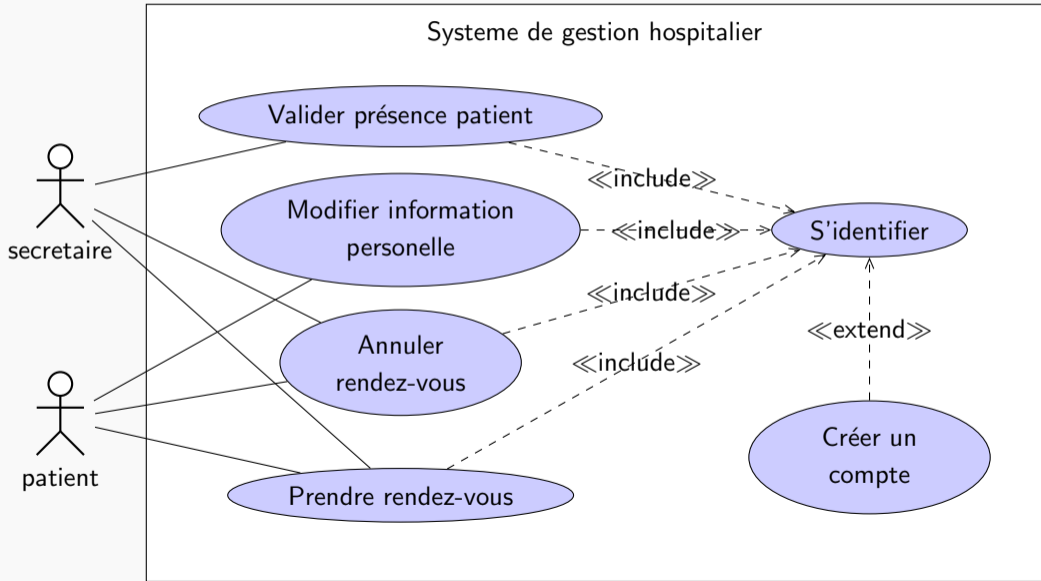 Systeme de gestion hospitalier
Valider présence patient
≪include≫
secretaire
Modifier information
personelle
≪include≫
S'identifier
≪include≫
Annuler
rendez-vous
≪extend≫
≪include≫
patient
Créer un
compte
Prendre rendez-vous